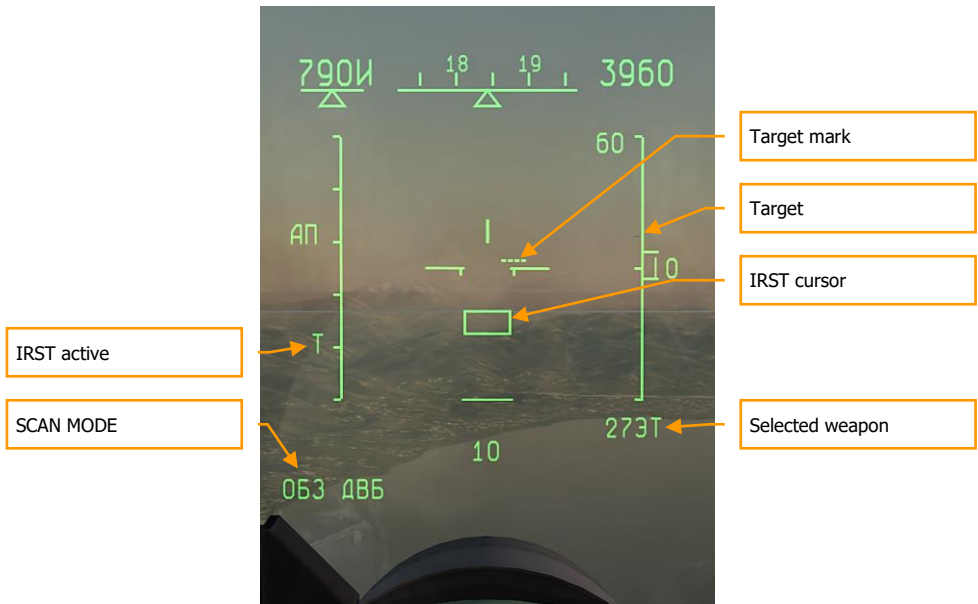 790И
18 19
3960
60
Target mark
Target
АП
0
IRST cursor
Т
IRST active
SCAN MODE
273Т
Selected weapon
10
ОБЗ ДВБ